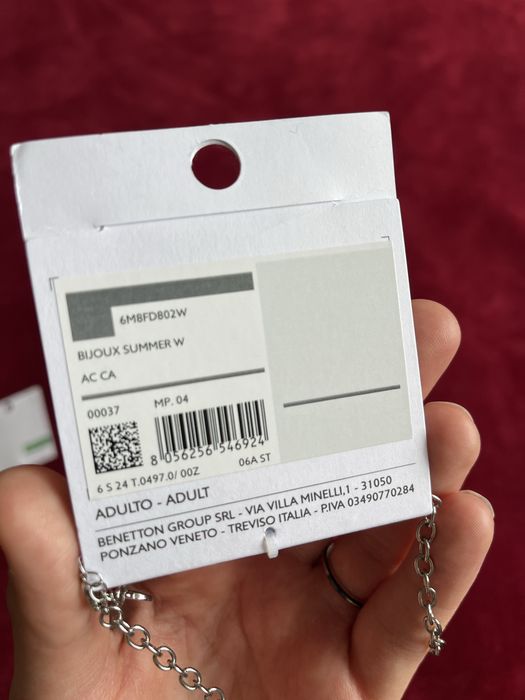 6M8FD802W
BIJOUX SUMMER W
AC CA
00037 MP. 04
8 056256 546924
6 S 24 T.0497.0/ 00Z 06A ST
ADULTO - ADULT
BENETTON GROUP SRL - VIA VILLA MINELLI,1 - 31050
PONZANO VENETO - TREVISO ITALIA - P.IVA 03490770284